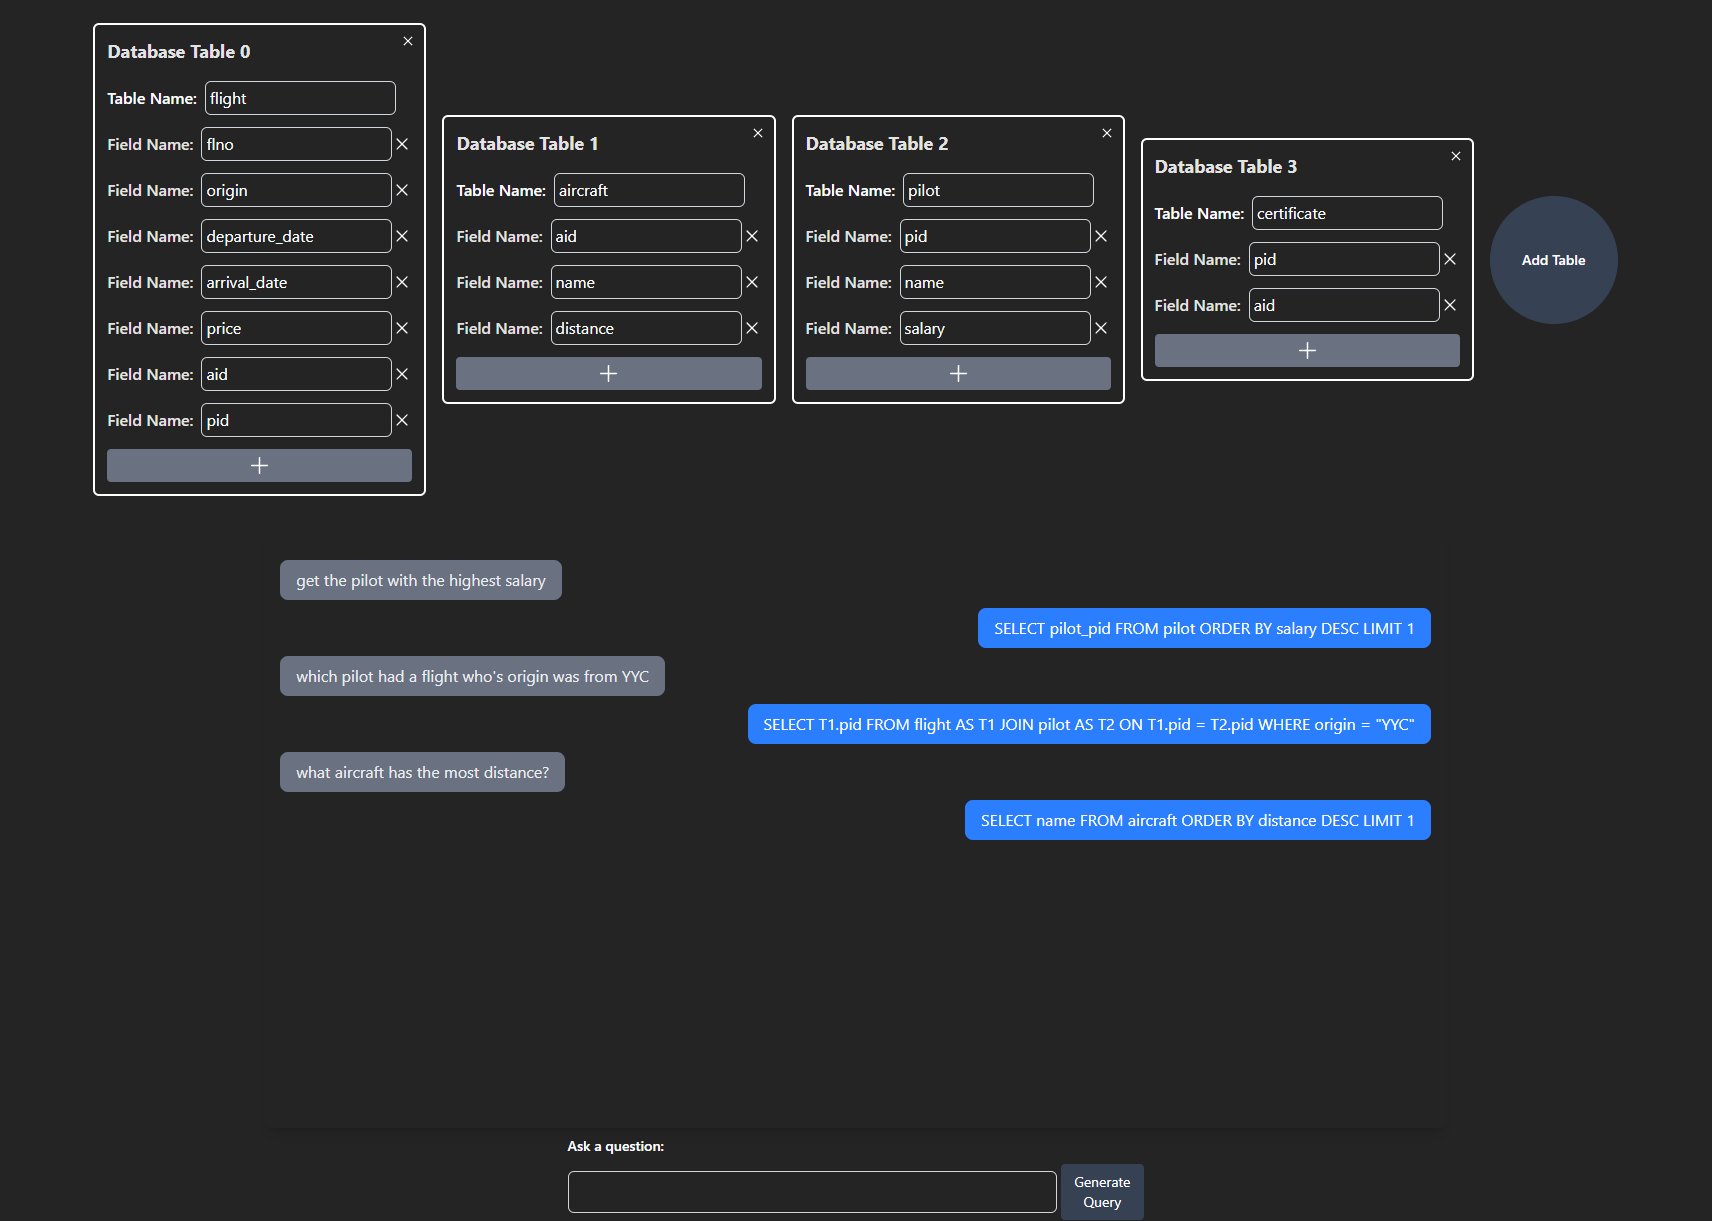 Database Table 0
Table Name: flight
Field Name: flno
Field Name: origin
Field Name: departure_date
Field Name: arrival_date
Field Name: price
Field Name: aid
Field Name: pid
Database Table 1
Table Name: aircraft
Field Name: aid
Field Name: name
Field Name: distance
Database Table 2
Table Name: pilot
Field Name: pid
Field Name: name
Field Name: salary
Database Table 3
Table Name: certificate
Field Name: pid
Field Name: aid
Add Table
get the pilot with the highest salary
SELECT pilot_pid FROM pilot ORDER BY salary DESC LIMIT 1
which pilot had a flight who's origin was from YYC
SELECT T1.pid FROM flight AS T1 JOIN pilot AS T2 ON T1.pid = T2.pid WHERE origin = "YYC"
what aircraft has the most distance?
SELECT name FROM aircraft ORDER BY distance DESC LIMIT 1
Ask a question:
Generate
Query